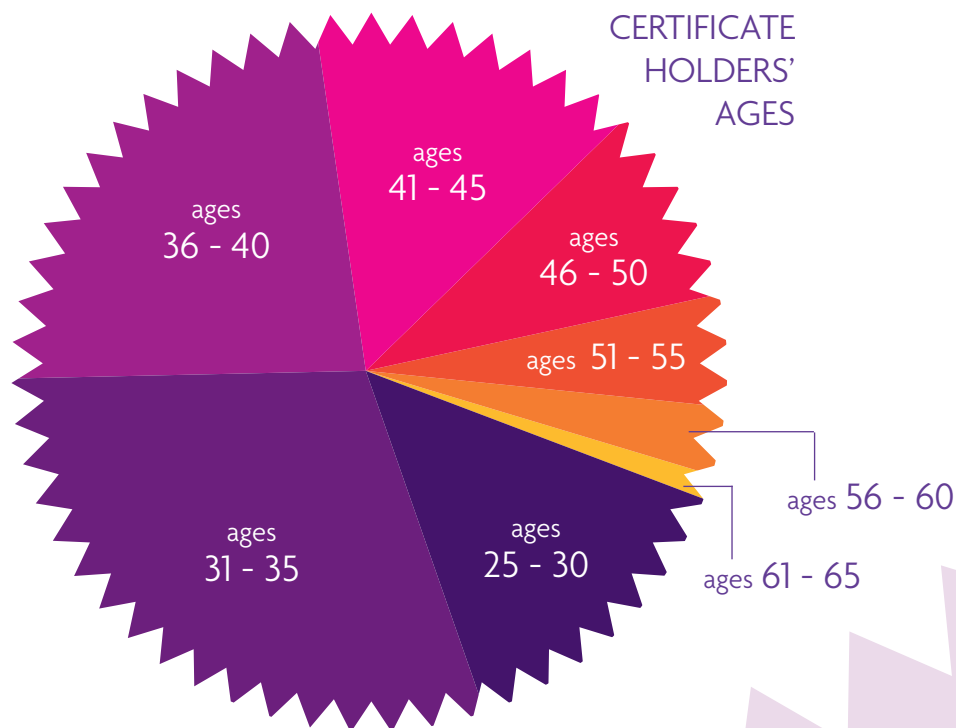 CERTIFICATE
HOLDERS’
AGES
ages
41 - 45
ages
36 - 40
ages
46 - 50
ages 51 - 55
ages 56 - 60
ages 61 - 65
ages
25 - 30
ages
31 - 35